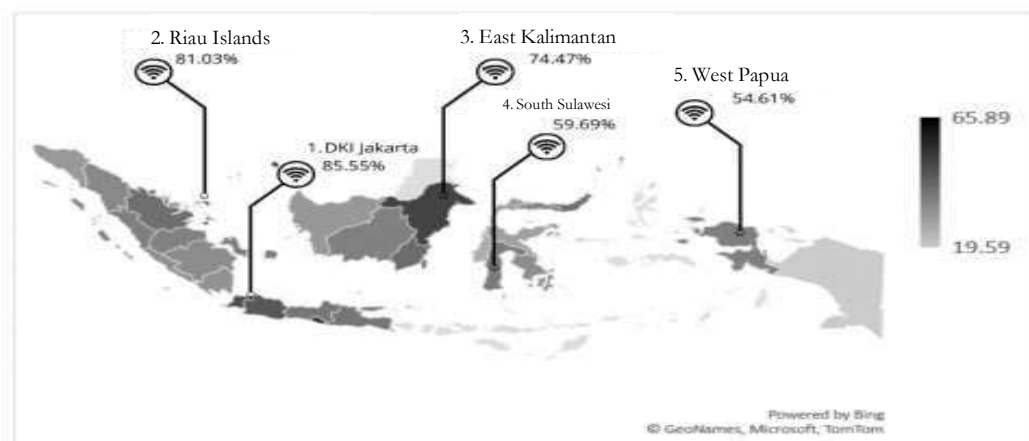 2. Riau Islands
81.03%
3. East Kalimantan
74.47%
4. South Sulawesi
59.69%
5. West Papua
54.61%
1. DKI Jakarta
85.55%
65.89
19.59
Powered by Bing
© GeoNames, Microsoft, TomTom